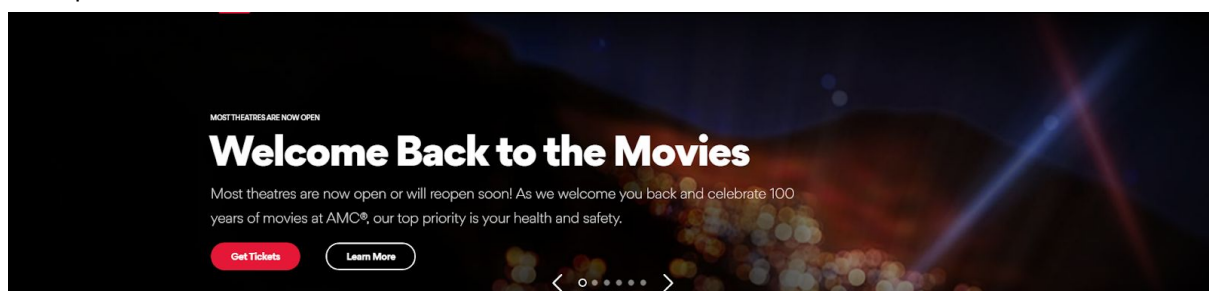 MOST THEATRES ARE NOW OPEN
Welcome Back to the Movies
Most theatres are now open or will reopen soon! As we welcome you back and celebrate 100
years of movies at AMC®, our top priority is your health and safety.
Get Tickets
Learn More